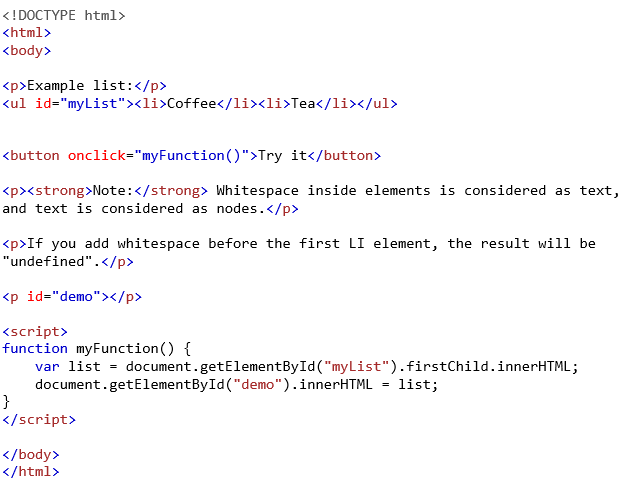 <!DOCTYPE html>
<html>
<body>
<p>Example list:</p>
<ul id="myList"><li>Coffee</li><li>Tea</li></ul>
<button onclick="myFunction()">Try it</button>
<p><strong>Note:</strong> Whitespace inside elements is considered as text,
and text is considered as nodes.</p>
<p>If you add whitespace before the first LI element, the result will be
"undefined".</p>
<p id="demo"></p>
<script>
function myFunction() {
    var list = document.getElementById("myList").firstChild.innerHTML;
    document.getElementById("demo").innerHTML = list;
}
</script>
</body>
</html>